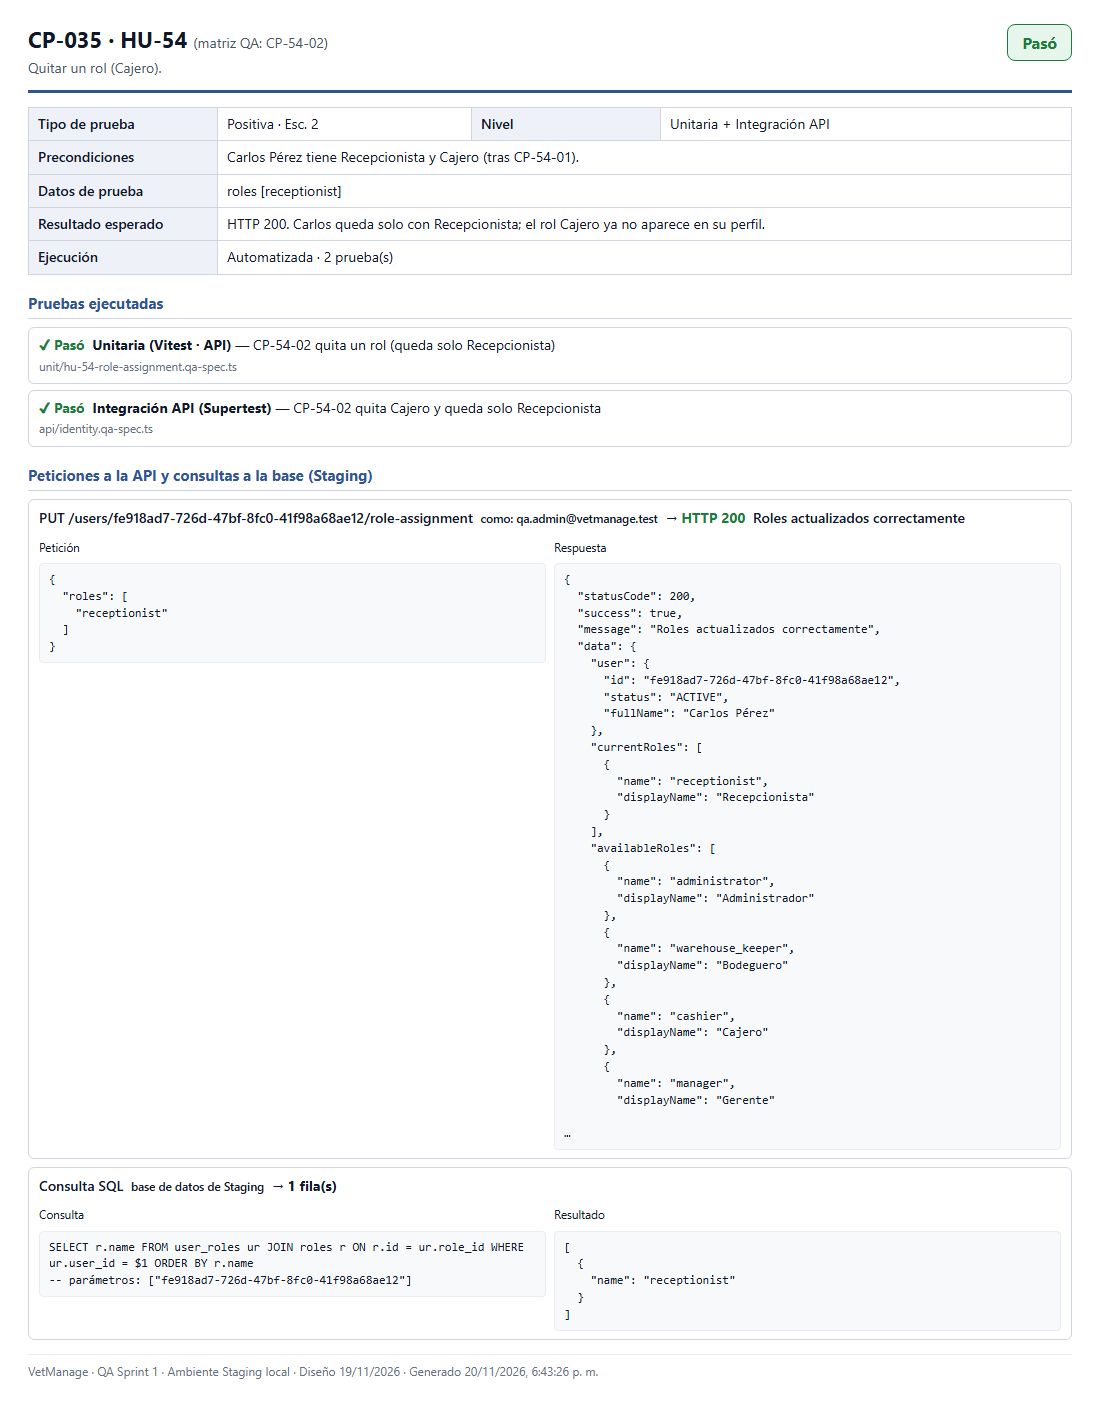 CP-035 · HU-54 (matriz QA: CP-54-02)
Pasó
Quitar un rol (Cajero).
Tipo de prueba Positiva · Esc. 2 Nivel Unitaria + Integración API
Precondiciones Carlos Pérez tiene Recepcionista y Cajero (tras CP-54-01).
Datos de prueba roles [receptionist]
Resultado esperado HTTP 200. Carlos queda solo con Recepcionista; el rol Cajero ya no aparece en su perfil.
Ejecución Automatizada · 2 prueba(s)
Pruebas ejecutadas
✓ Pasó Unitaria (Vitest · API) — CP-54-02 quita un rol (queda solo Recepcionista)
unit/hu-54-role-assignment.qa-spec.ts
✓ Pasó Integración API (Supertest) — CP-54-02 quita Cajero y queda solo Recepcionista
api/identity.qa-spec.ts
Peticiones a la API y consultas a la base (Staging)
PUT /users/fe918ad7-726d-47bf-8fc0-41f98a68ae12/role-assignment como: qa.admin@vetmanage.test → HTTP 200 Roles actualizados correctamente
Petición
{
  "roles": [
    "receptionist"
  ]
}
Respuesta
{
  "statusCode": 200,
  "success": true,
  "message": "Roles actualizados correctamente",
  "data": {
    "user": {
      "id": "fe918ad7-726d-47bf-8fc0-41f98a68ae12",
      "status": "ACTIVE",
      "fullName": "Carlos Pérez"
    },
    "currentRoles": [
      {
        "name": "receptionist",
        "displayName": "Recepcionista"
      }
    ],
    "availableRoles": [
      {
        "name": "administrator",
        "displayName": "Administrador"
      },
      {
        "name": "warehouse_keeper",
        "displayName": "Bodeguero"
      },
      {
        "name": "cashier",
        "displayName": "Cajero"
      },
      {
        "name": "manager",
        "displayName": "Gerente"
…
Consulta SQL base de datos de Staging → 1 fila(s)
Consulta
SELECT r.name FROM user_roles ur JOIN roles r ON r.id = ur.role_id WHERE
ur.user_id = $1 ORDER BY r.name
-- parámetros: ["fe918ad7-726d-47bf-8fc0-41f98a68ae12"]
Resultado
[
  {
    "name": "receptionist"
  }
]
VetManage · QA Sprint 1 · Ambiente Staging local · Diseño 19/11/2026 · Generado 20/11/2026, 6:43:26 p. m.